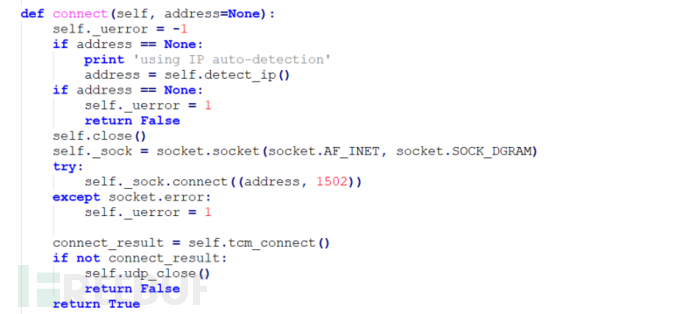 def connect(self, address=None):
    self._uerror = -1
    if address == None:
        print 'using IP auto-detection'
        address = self.detect_ip()
    if address == None:
        self._uerror = 1
        return False
    self.close()
    self._sock = socket.socket(socket.AF_INET, socket.SOCK_DGRAM)
    try:
        self._sock.connect((address, 1502))
    except socket.error:
        self._uerror = 1
    connect_result = self.tcm_connect()
    if not connect_result:
        self.udp_close()
        return False
    return True
FREEBUF